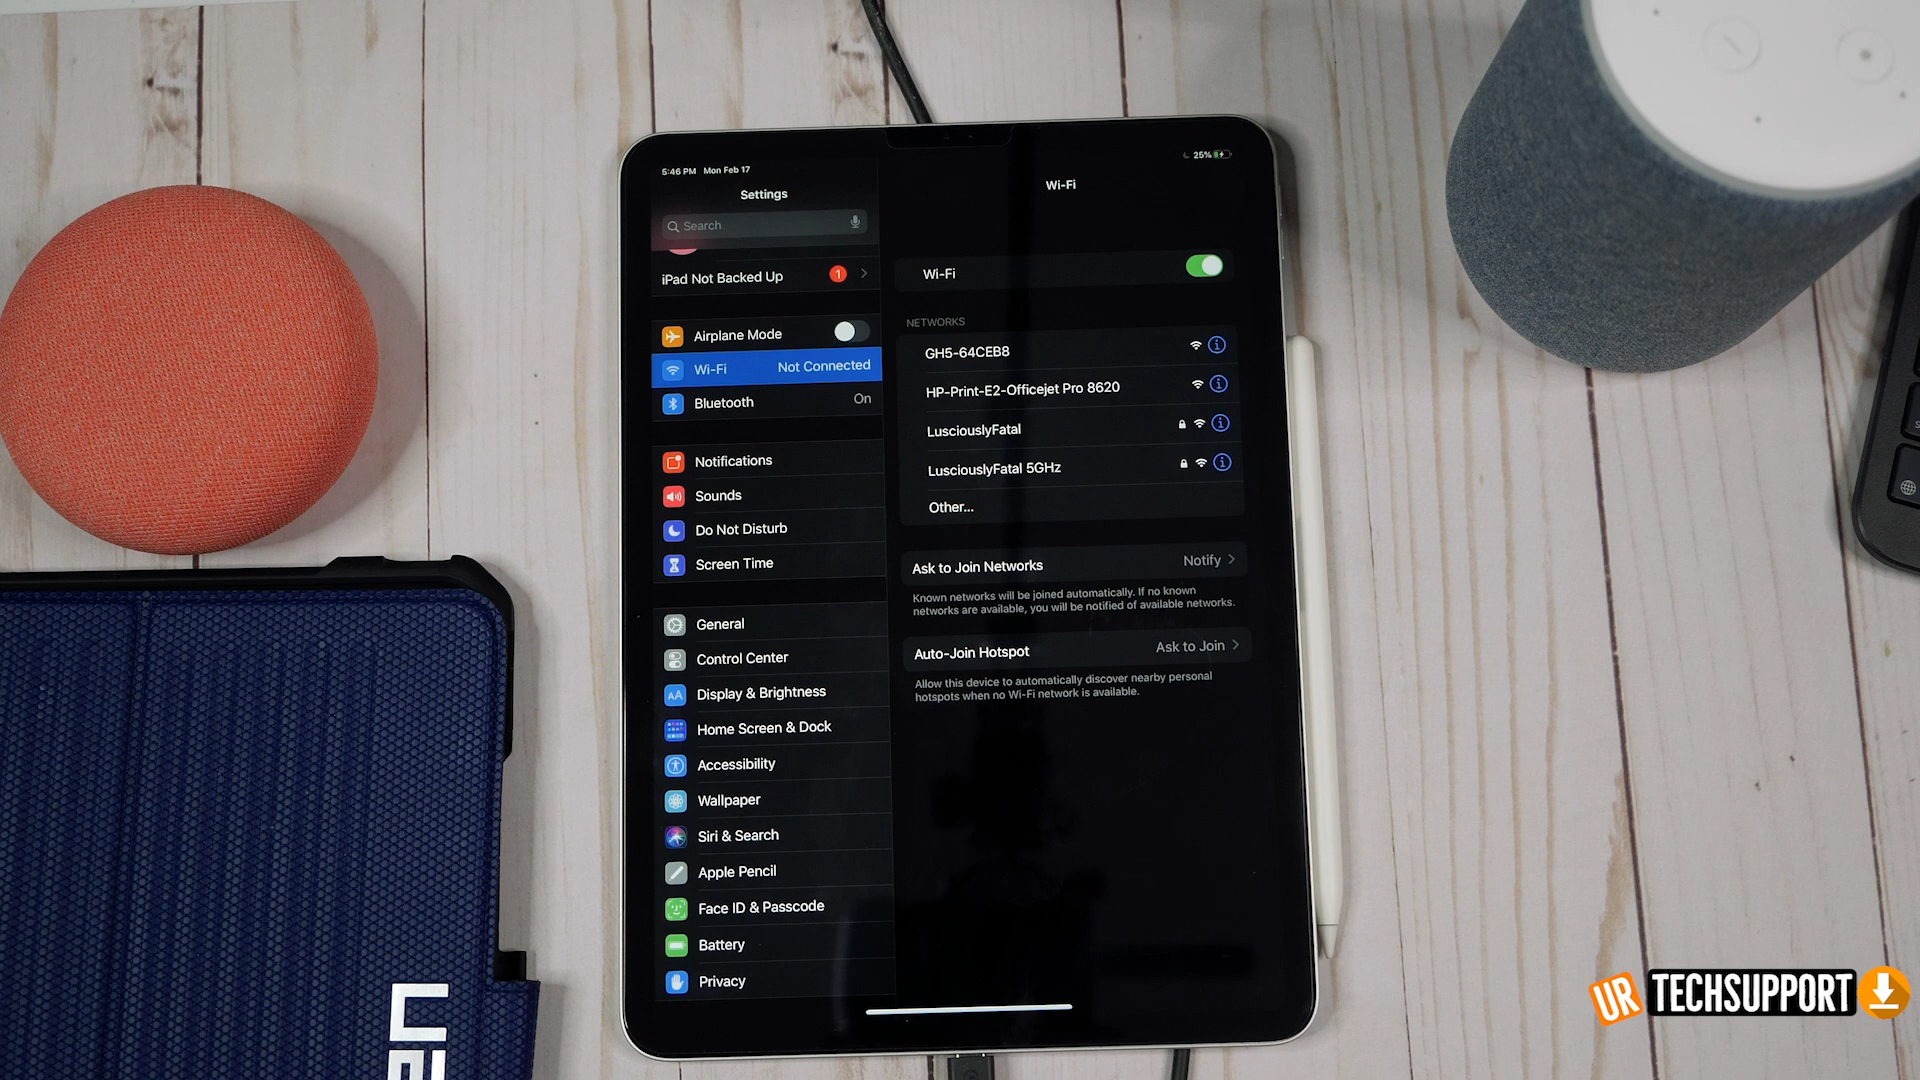 5:46 PM Mon Feb 17
25%
Settings
Search
iPad Not Backed Up 1
Airplane Mode
Wi-Fi Not Connected
Bluetooth On
Notifications
Sounds
Do Not Disturb
Screen Time
General
Control Center
AA Display & Brightness
Home Screen & Dock
Accessibility
Wallpaper
Siri & Search
Apple Pencil
Face ID & Passcode
Battery
Privacy
Wi-Fi
Wi-Fi
NETWORKS
GH5-64CEB8
HP-Print-E2-Officejet Pro 8620
LusciouslyFatal
LusciouslyFatal 5GHz
Other...
Ask to Join Networks Notify
Known networks will be joined automatically. If no known
networks are available, you will be notified of available networks.
Auto-Join Hotspot Ask to Join
Allow this device to automatically discover nearby personal
hotspots when no Wi-Fi network is available.
UR TECHSUPPORT